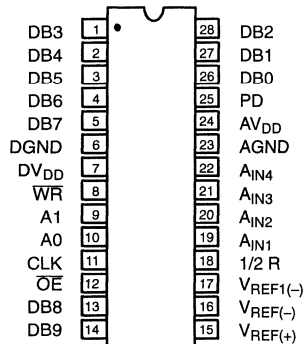 DB3 1 28 DB2
DB4 2 27 DB1
DB5 3 26 DB0
DB6 4 25 PD
DB7 5 24 AVDD
DGND 6 23 AGND
DVDD 7 22 AIN4
W̅R̅ 8 21 AIN3
A1 9 20 AIN2
A0 10 19 AIN1
CLK 11 18 1/2 R
O̅E̅ 12 17 VREF1(–)
DB8 13 16 VREF(–)
DB9 14 15 VREF(+)